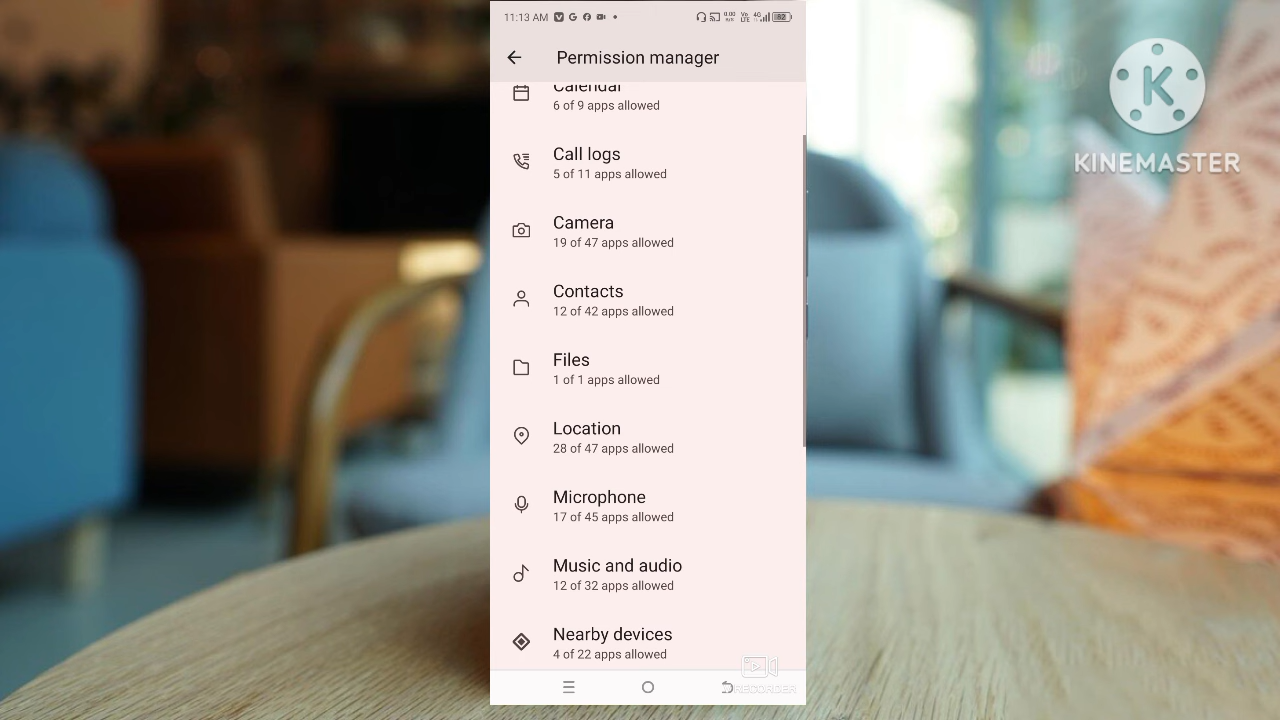 11:13 AM
Permission manager
Calendar
6 of 9 apps allowed
Call logs
5 of 11 apps allowed
Camera
19 of 47 apps allowed
Contacts
12 of 42 apps allowed
Files
1 of 1 apps allowed
Location
28 of 47 apps allowed
Microphone
17 of 45 apps allowed
Music and audio
12 of 32 apps allowed
Nearby devices
4 of 22 apps allowed
RECORDER
K
KINEMASTER